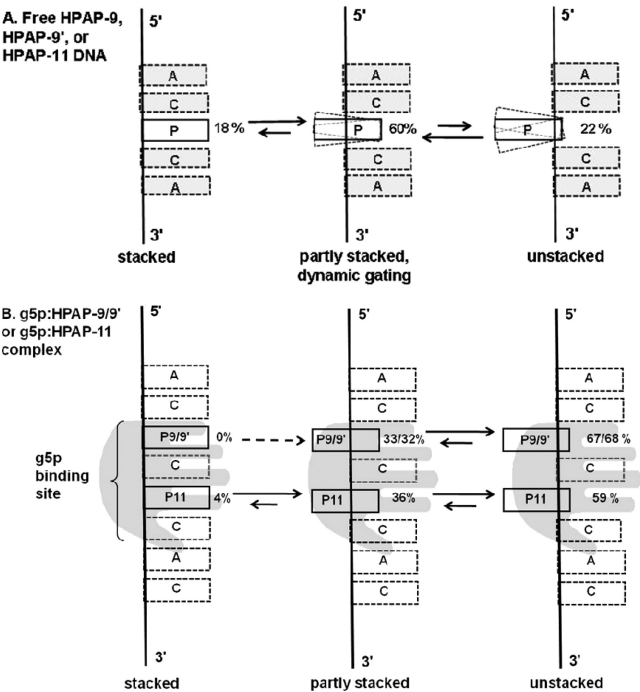 A. Free HPAP-9,
HPAP-9', or
HPAP-11 DNA
5'
5'
5'
A
A
A
C
C
C
P
18%
P
60%
P
22%
C
C
C
A
A
A
3'
3'
3'
stacked
partly stacked,
dynamic gating
unstacked
B. g5p:HPAP-9/9'
or g5p:HPAP-11
complex
5'
5'
5'
A
A
A
C
C
C
P9/9'
0%
P9/9'
33/32%
P9/9'
67/68%
g5p
binding
site
C
C
C
P11
4%
P11
36%
P11
59%
C
C
C
A
A
A
C
C
C
3'
3'
3'
stacked
partly stacked
unstacked